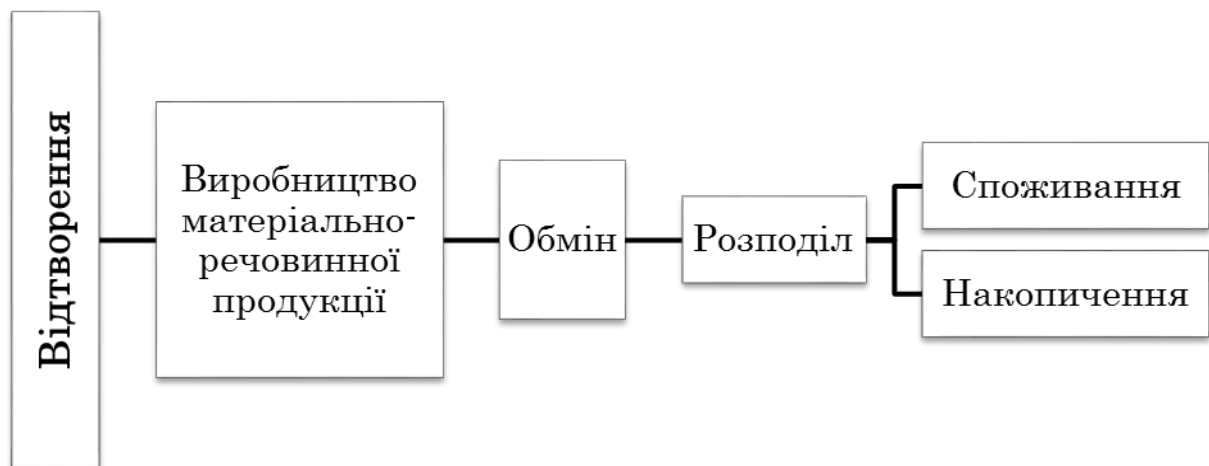 Відтворення
Виробництво
матеріально-
речовинної
продукції
Обмін
Розподіл
Споживання
Накопичення